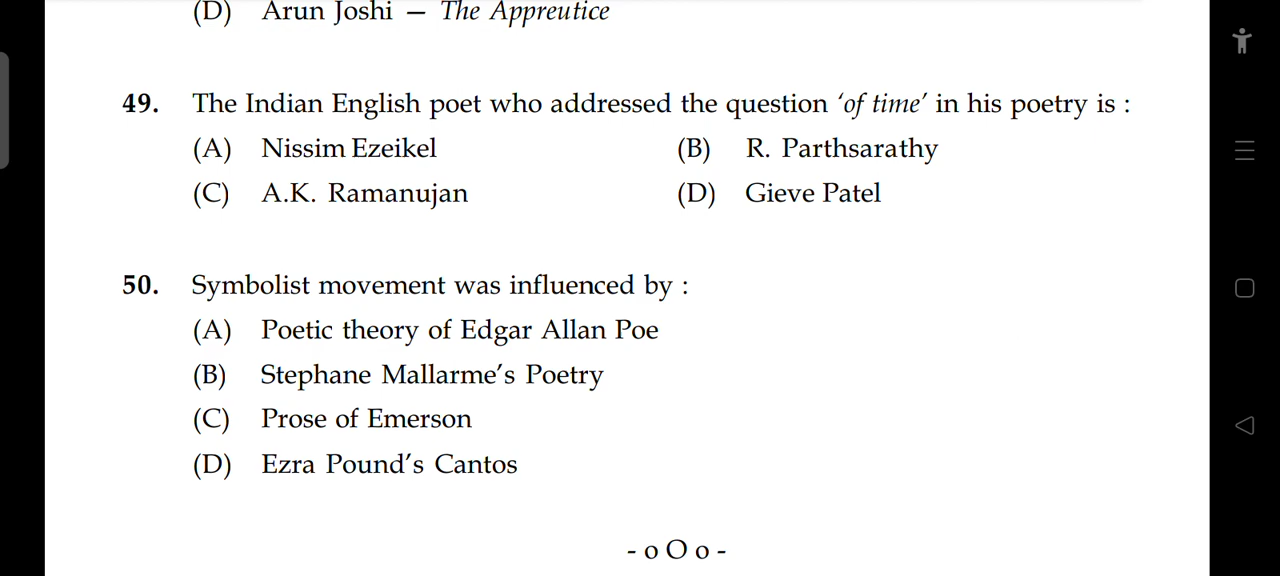 (D) Arun Joshi – The Appreutice
49. The Indian English poet who addressed the question ‘of time’ in his poetry is :
(A) Nissim Ezeikel (B) R. Parthsarathy
(C) A.K. Ramanujan (D) Gieve Patel
50. Symbolist movement was influenced by :
(A) Poetic theory of Edgar Allan Poe
(B) Stephane Mallarme’s Poetry
(C) Prose of Emerson
(D) Ezra Pound’s Cantos
- o O o -